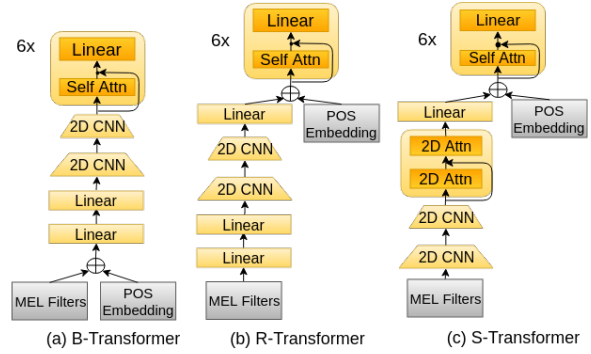 6x
Linear
Self Attn
2D CNN
2D CNN
Linear
Linear
MEL Filters
POS
Embedding
(a) B-Transformer
6x
Linear
Self Attn
Linear
POS
Embedding
2D CNN
2D CNN
Linear
Linear
MEL Filters
(b) R-Transformer
6x
Linear
Self Attn
Linear
POS
Embedding
2D Attn
2D Attn
2D CNN
2D CNN
MEL Filters
(c) S-Transformer